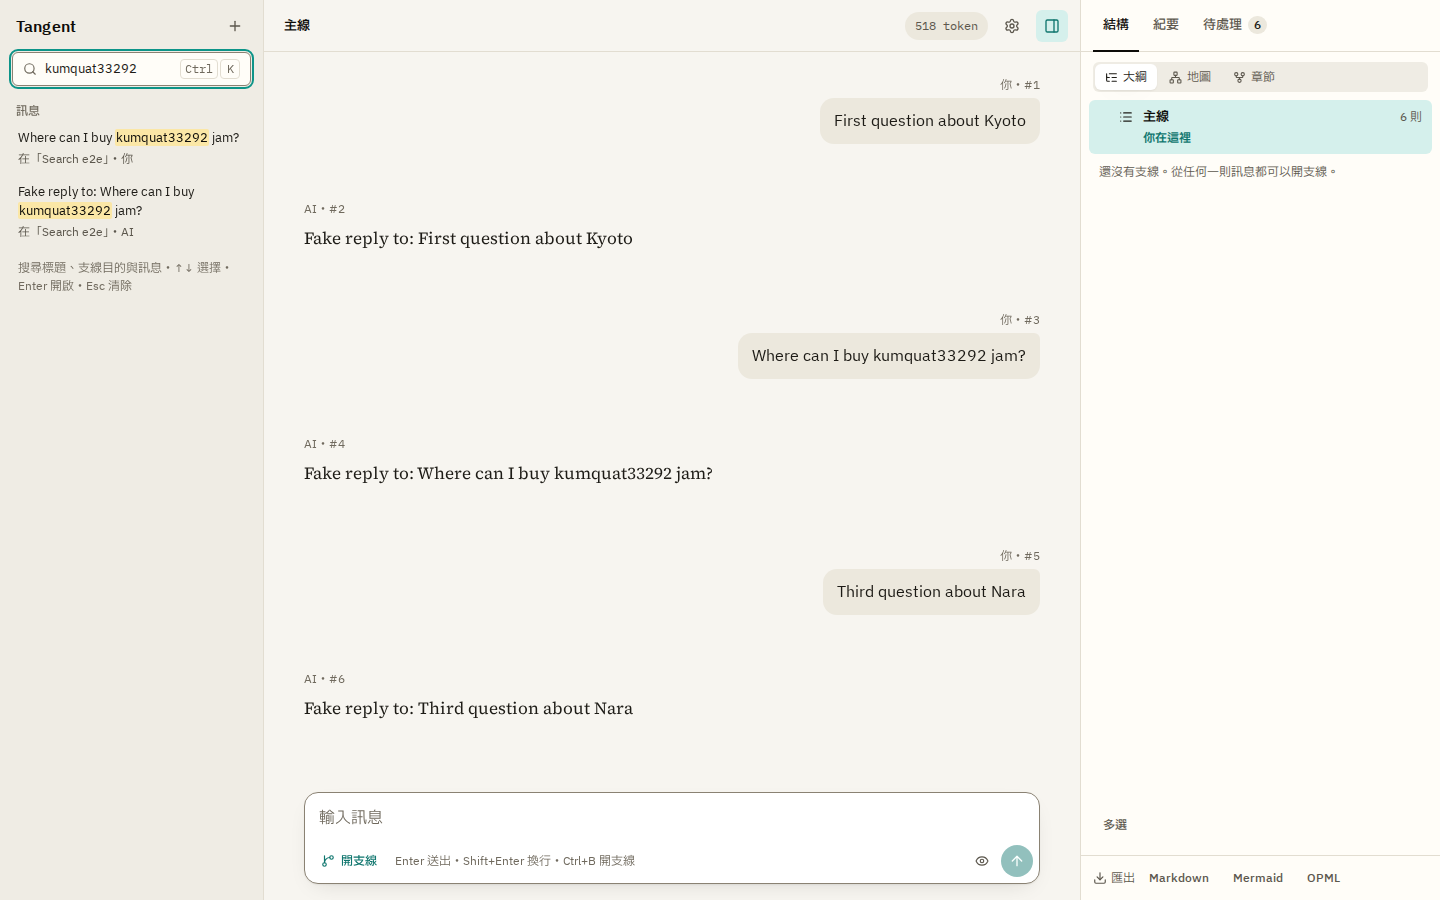 Tangent
kumquat33292
Ctrl K
訊息
Where can I buy kumquat33292 jam?
在「Search e2e」・你
Fake reply to: Where can I buy
kumquat33292 jam?
在「Search e2e」・AI
搜尋標題、支線目的與訊息・↑↓ 選擇・
Enter 開啟・Esc 清除
主線
518 token
你・#1
First question about Kyoto
AI・#2
Fake reply to: First question about Kyoto
你・#3
Where can I buy kumquat33292 jam?
AI・#4
Fake reply to: Where can I buy kumquat33292 jam?
你・#5
Third question about Nara
AI・#6
Fake reply to: Third question about Nara
輸入訊息
開支線 Enter 送出・Shift+Enter 換行・Ctrl+B 開支線
結構 紀要 待處理 6
大綱 地圖 章節
主線 6 則
你在這裡
還沒有支線。從任何一則訊息都可以開支線。
多選
匯出 Markdown Mermaid OPML